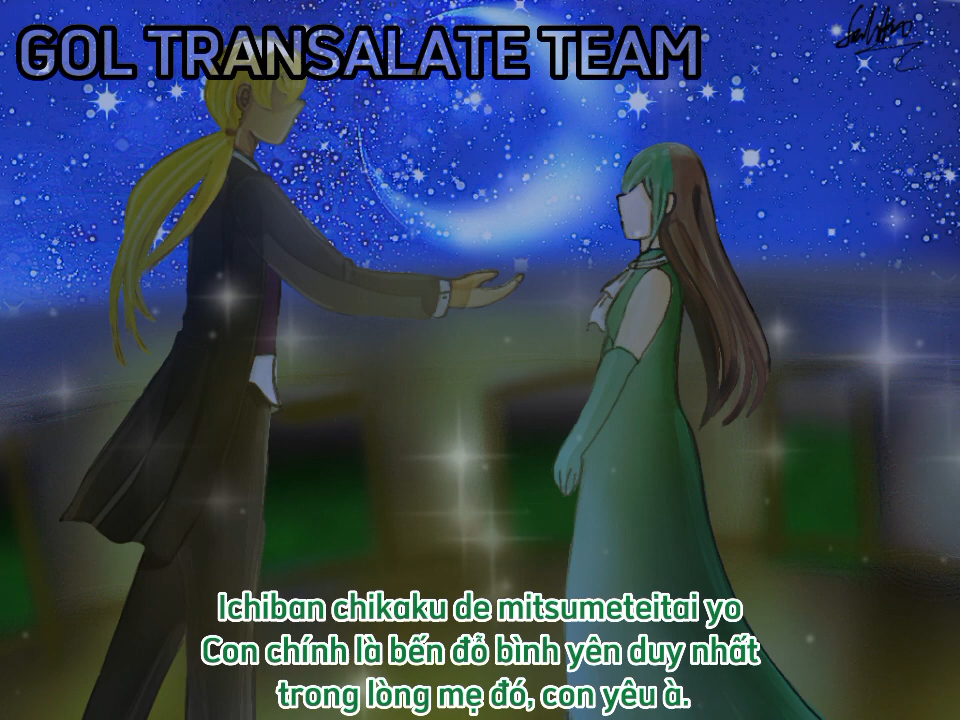 GOL TRANSALATE TEAM
Ichiban chikaku de mitsumeteitai yo
Con chính là bến đỗ bình yên duy nhất
trong lòng mẹ đó, con yêu à.